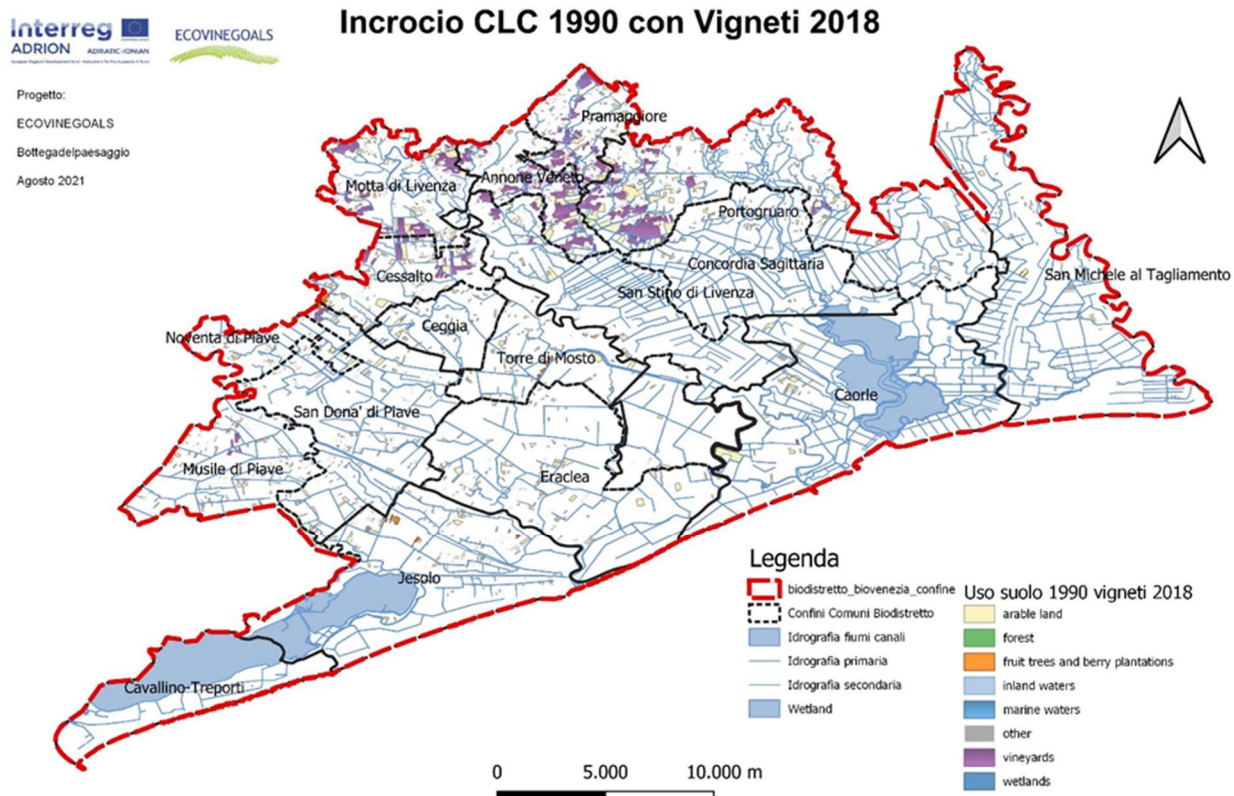 Incrocio CLC 1990 con Vigneti 2018
Interreg
ADRION ADRIATIC-IONIAN
ECOVINEGOALS
Progetto:
ECOVINEGOALS
Bottegadelpaesaggio
Agosto 2021
Pramaggiore
Motta di Livenza
Annone Veneto
Portogruaro
Concordia Sagittaria
Cessalto
San Michele al Tagliamento
San Stino di Livenza
Noventa di Piave
Ceggia
Torre di Mosto
Caorle
San Dona' di Piave
Musile di Piave
Eraclea
Jesolo
Cavallino-Treporti
Legenda
biodistretto_biovenezia_confine
Confini Comuni Biodistretto
Idrografia fiumi canali
Idrografia primaria
Idrografia secondaria
Wetland
Uso suolo 1990 vigneti 2018
arable land
forest
fruit trees and berry plantations
inland waters
marine waters
other
vineyards
wetlands
0 5.000 10.000 m